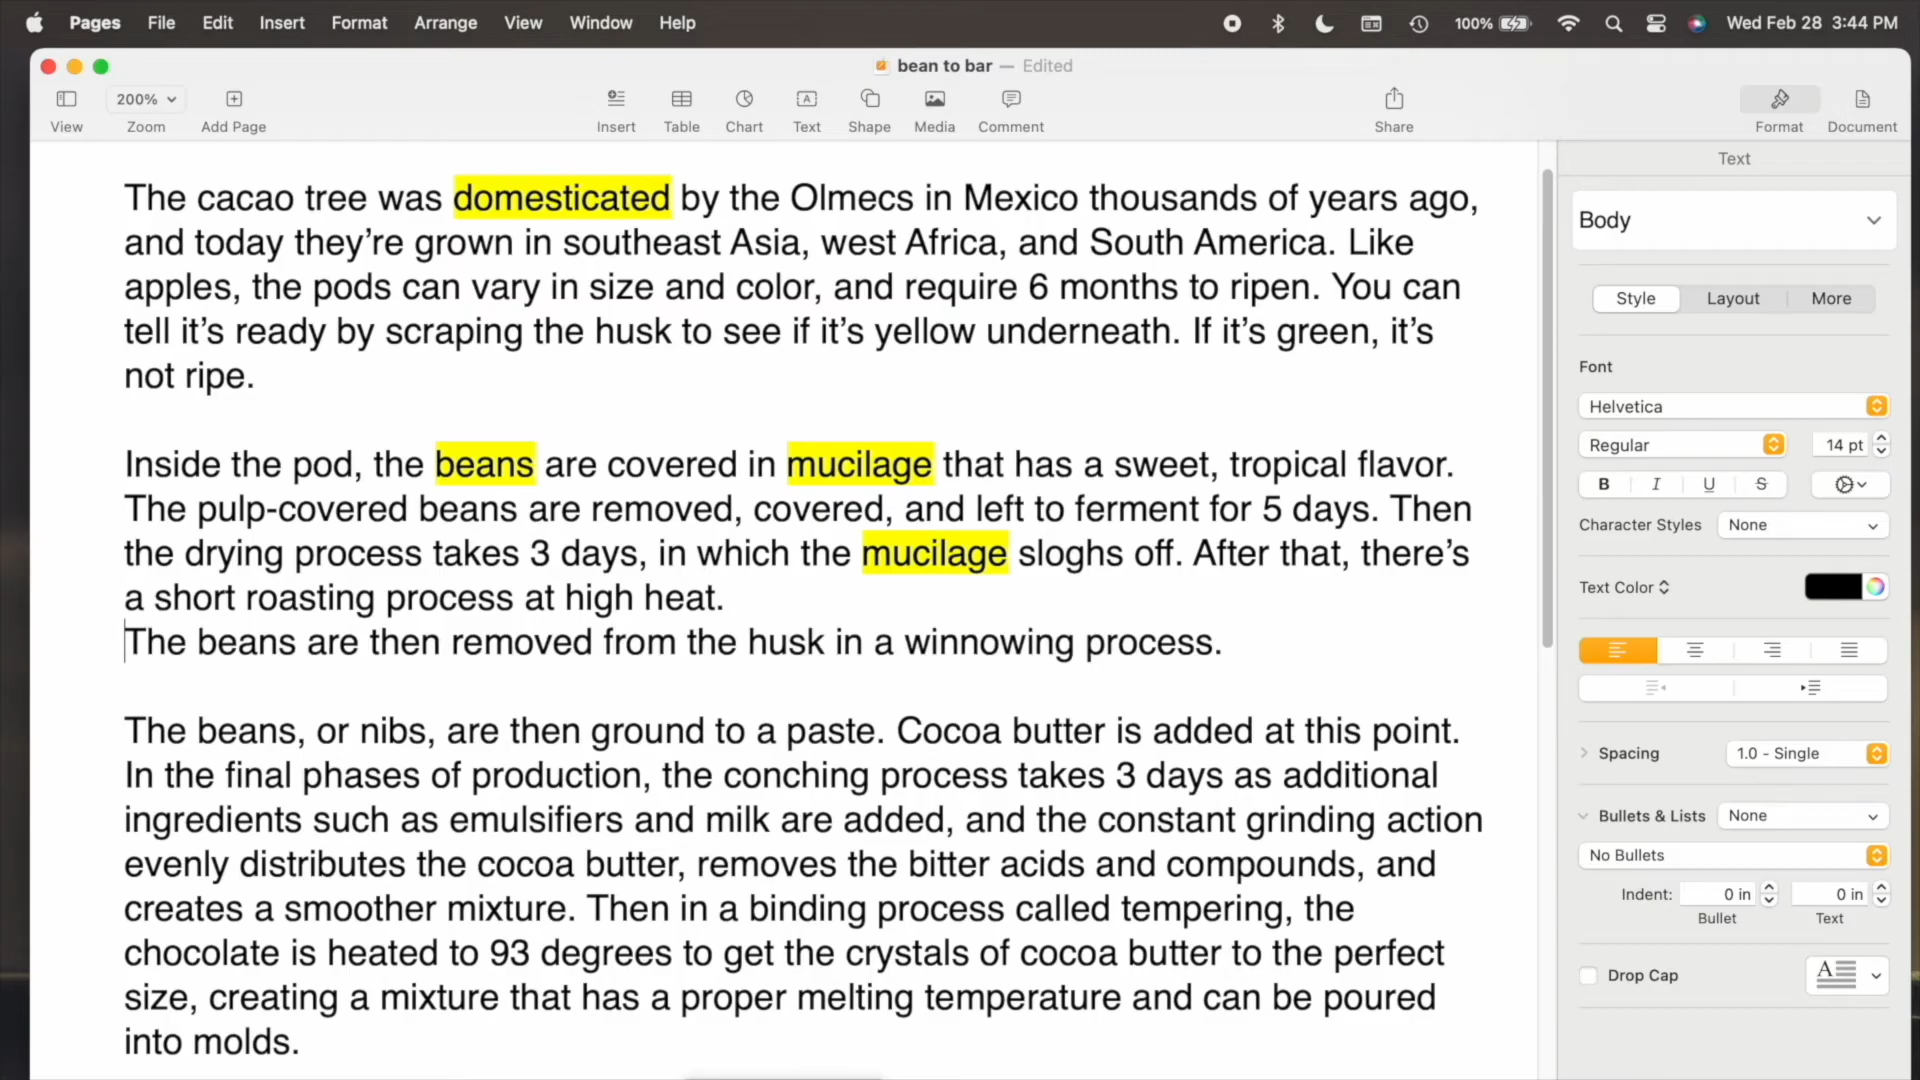 Pages File Edit Insert Format Arrange View Window Help 100% Wed Feb 28 3:44 PM
bean to bar — Edited
200%
View Zoom Add Page Insert Table Chart Text Shape Media Comment Share Format Document
Text
The cacao tree was domesticated by the Olmecs in Mexico thousands of years ago,
and today they’re grown in southeast Asia, west Africa, and South America. Like
apples, the pods can vary in size and color, and require 6 months to ripen. You can
tell it’s ready by scraping the husk to see if it’s yellow underneath. If it’s green, it’s
not ripe.
Inside the pod, the beans are covered in mucilage that has a sweet, tropical flavor.
The pulp-covered beans are removed, covered, and left to ferment for 5 days. Then
the drying process takes 3 days, in which the mucilage sloghs off. After that, there’s
a short roasting process at high heat.
The beans are then removed from the husk in a winnowing process.
The beans, or nibs, are then ground to a paste. Cocoa butter is added at this point.
In the final phases of production, the conching process takes 3 days as additional
ingredients such as emulsifiers and milk are added, and the constant grinding action
evenly distributes the cocoa butter, removes the bitter acids and compounds, and
creates a smoother mixture. Then in a binding process called tempering, the
chocolate is heated to 93 degrees to get the crystals of cocoa butter to the perfect
size, creating a mixture that has a proper melting temperature and can be poured
into molds.
Body
Style Layout More
Font
Helvetica
Regular 14 pt
B I U S
Character Styles None
Text Color
Spacing 1.0 - Single
Bullets & Lists None
No Bullets
Indent: 0 in 0 in
Bullet Text
Drop Cap A